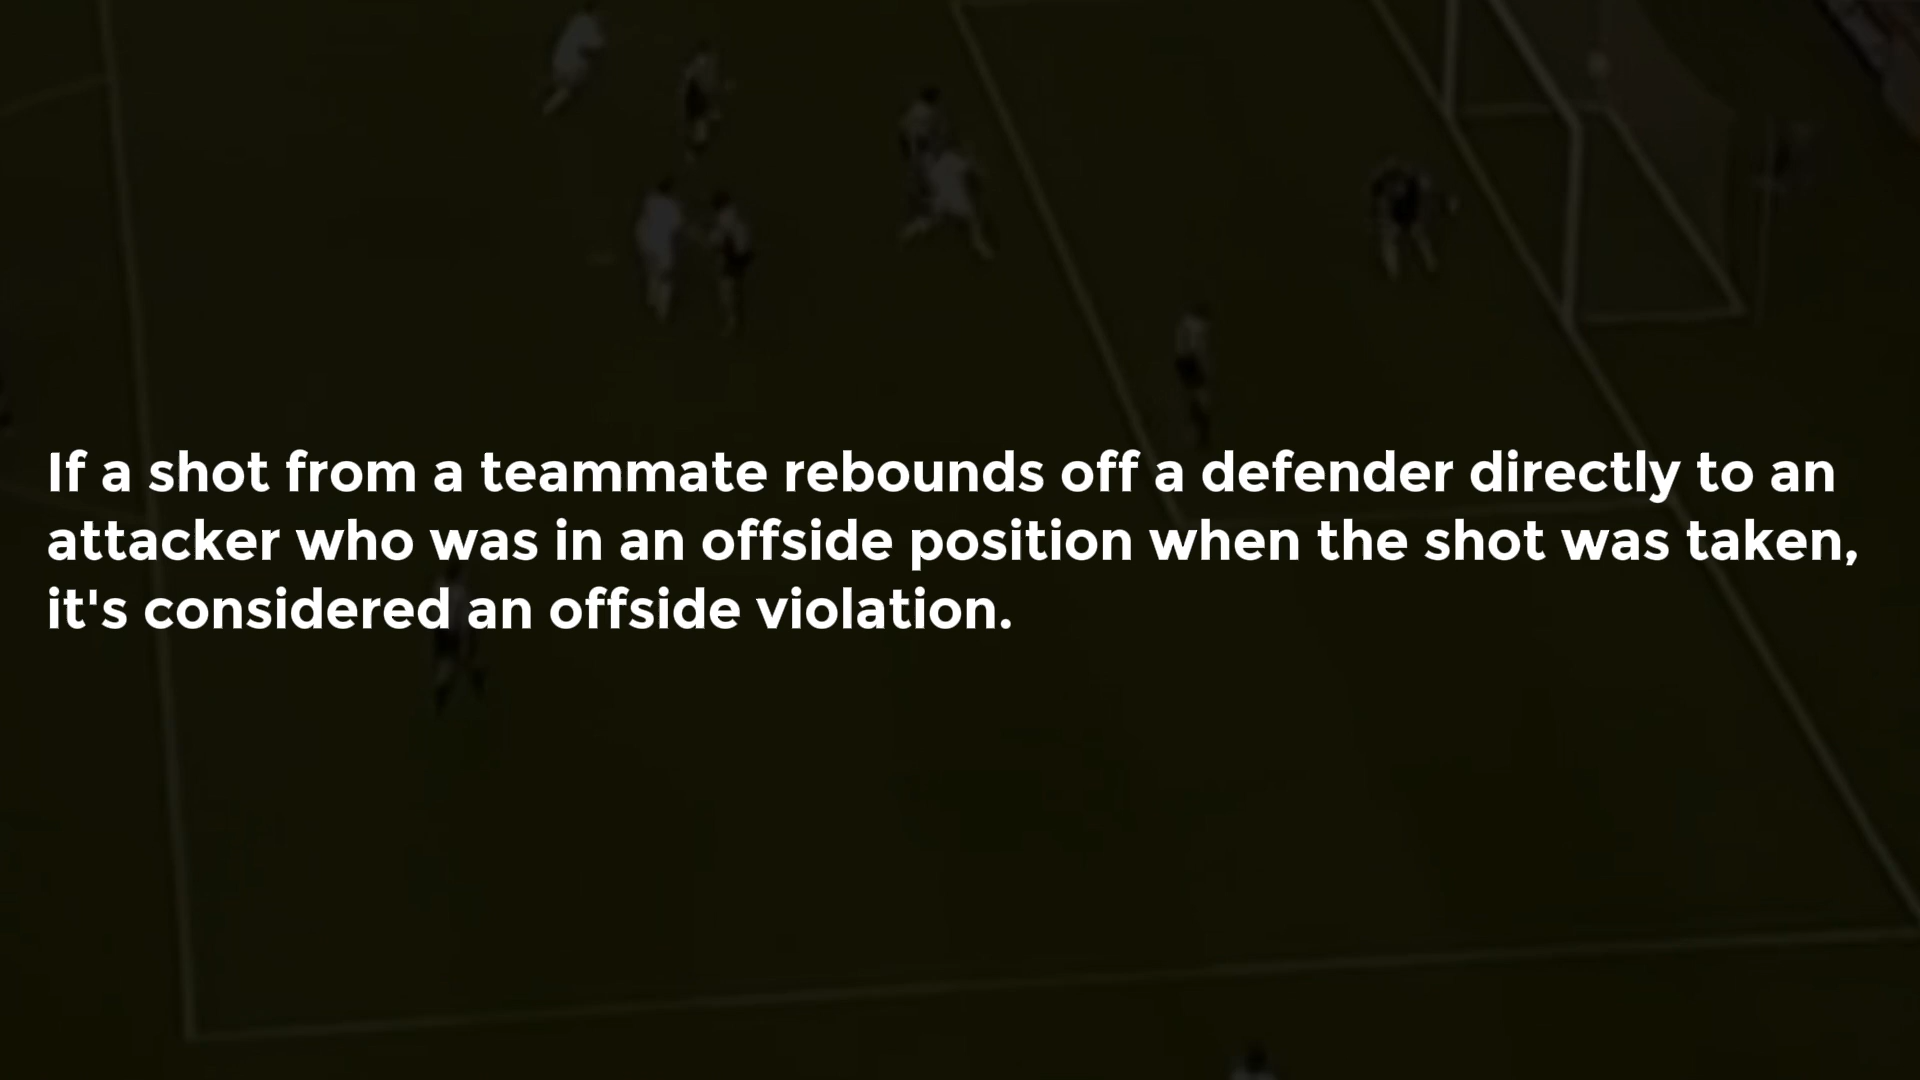 If a shot from a teammate rebounds off a defender directly to an
attacker who was in an offside position when the shot was taken,
it's considered an offside violation.